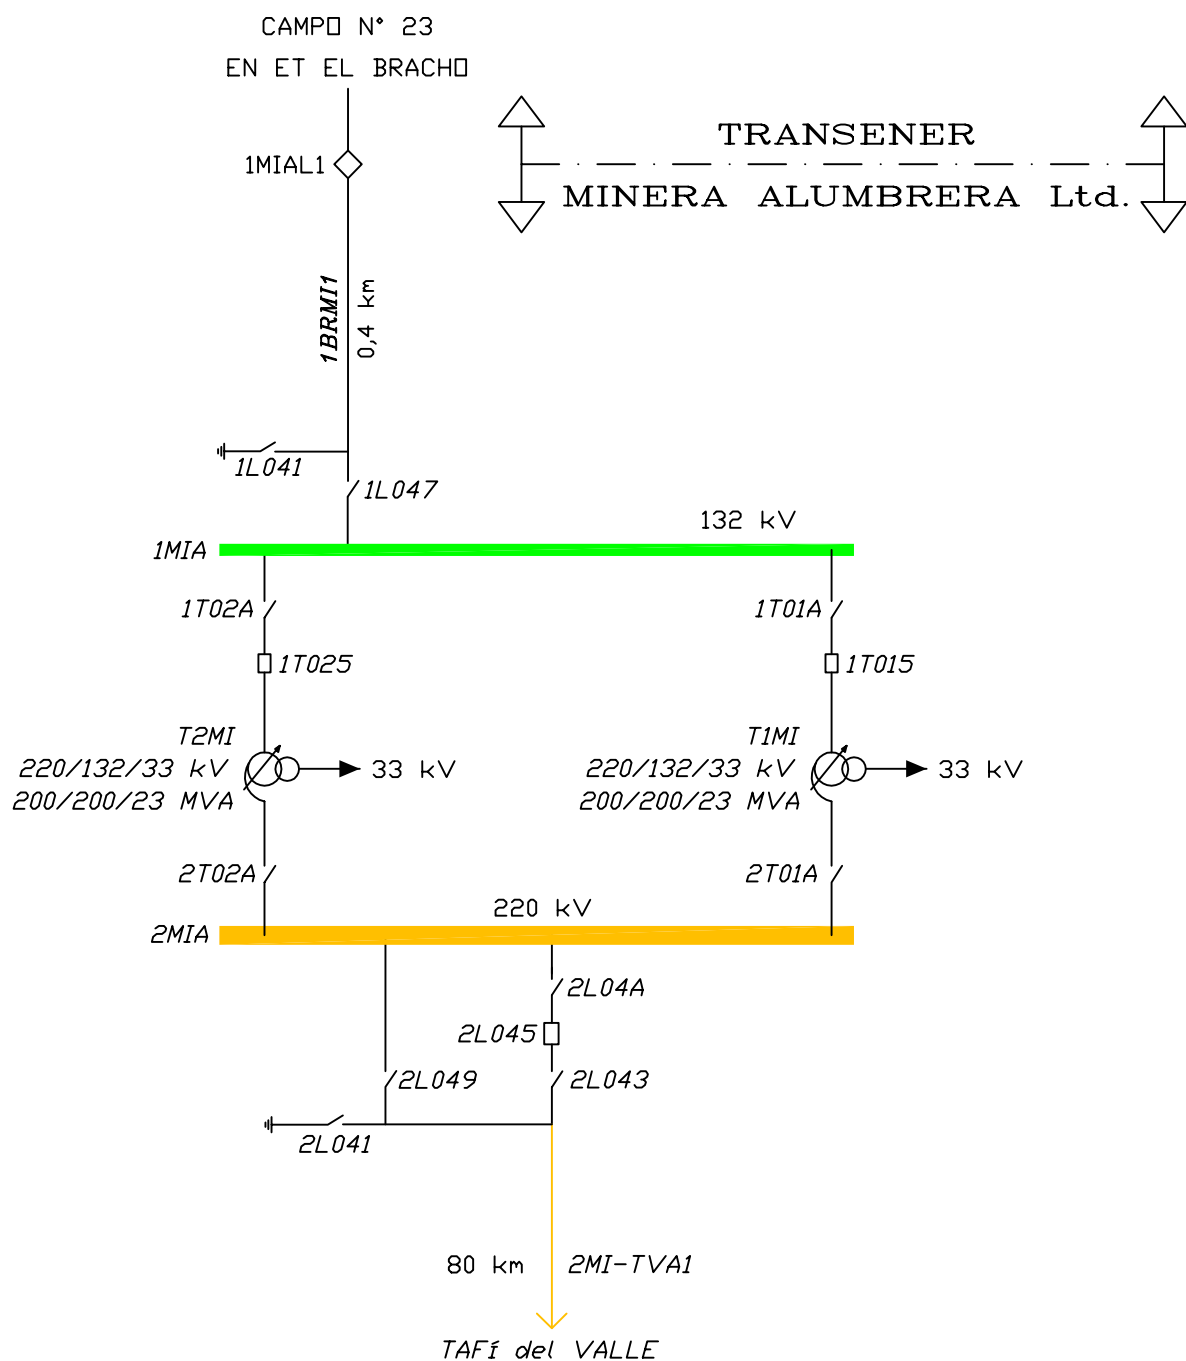 CAMPO N° 23
EN ET EL BRACHO
TRANSENER
1MIAL1
MINERA ALUMBRERA Ltd.
1BRMI1
0,4 km
1L041
1L047
132 kV
1MIA
1T02A
1T01A
1T025
1T015
T2MI
220/132/33 kV
200/200/23 MVA
33 kV
T1MI
220/132/33 kV
200/200/23 MVA
33 kV
2T02A
2T01A
220 kV
2MIA
2L04A
2L045
2L049
2L043
2L041
80 km
2MI-TVA1
TAFÍ del VALLE